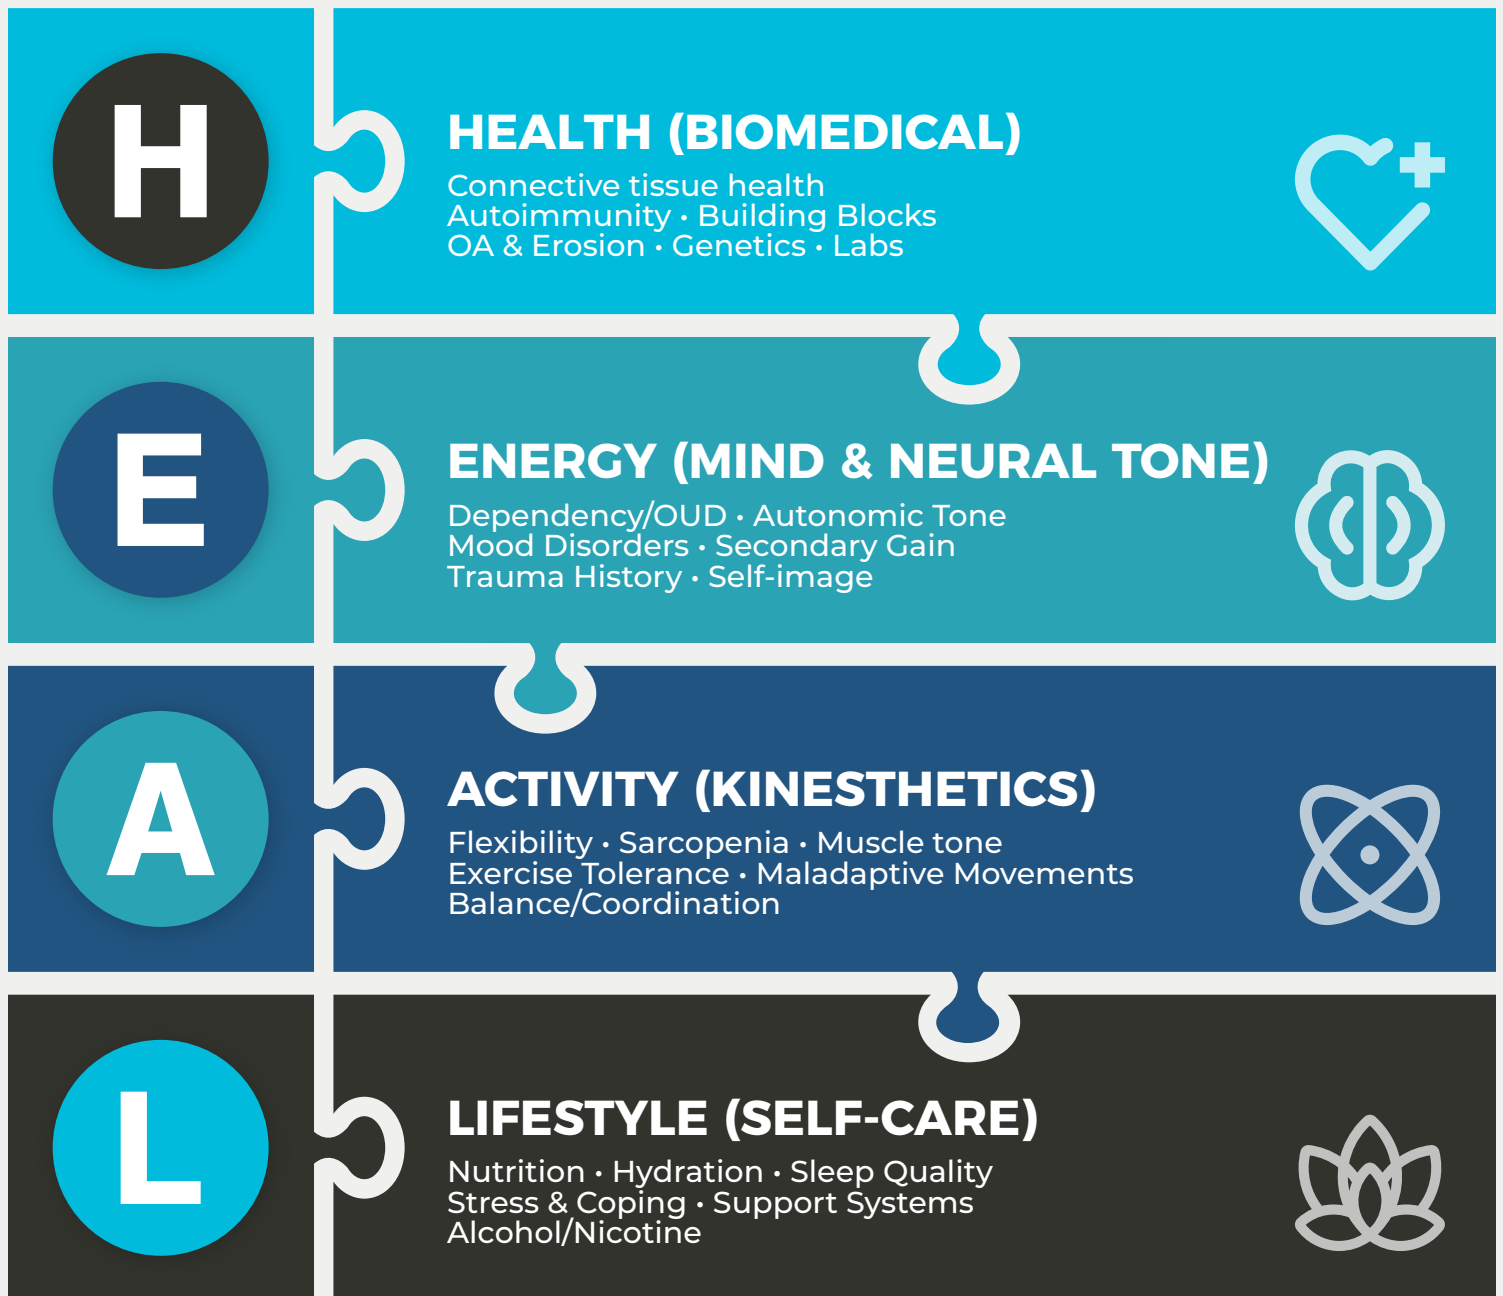 H
HEALTH (BIOMEDICAL)
Connective tissue health
Autoimmunity • Building Blocks
OA & Erosion • Genetics • Labs
E
ENERGY (MIND & NEURAL TONE)
Dependency/OUD • Autonomic Tone
Mood Disorders • Secondary Gain
Trauma History • Self-image
A
ACTIVITY (KINESTHETICS)
Flexibility • Sarcopenia • Muscle tone
Exercise Tolerance • Maladaptive Movements
Balance/Coordination
L
LIFESTYLE (SELF-CARE)
Nutrition • Hydration • Sleep Quality
Stress & Coping • Support Systems
Alcohol/Nicotine